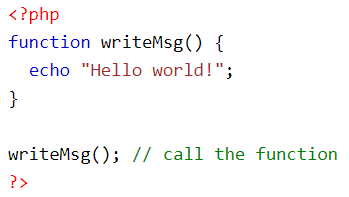 <?php
function writeMsg() {
  echo "Hello world!";
}

writeMsg(); // call the function
?>